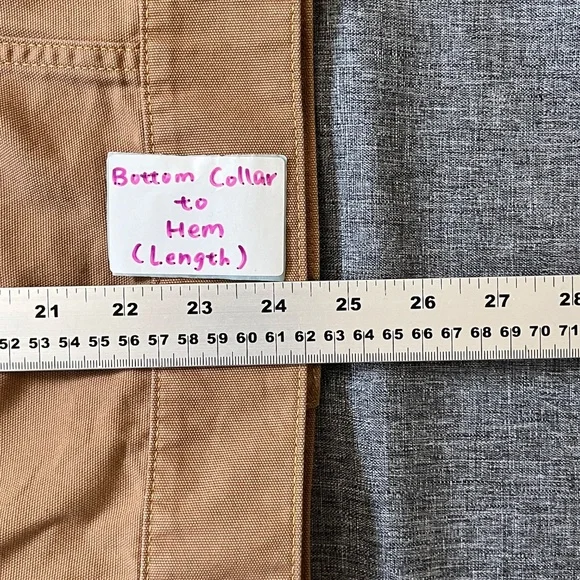 Bottom Collar
to
Hem
(Length)
21 22 23 24 25 26 27 28
52 53 54 55 56 57 58 59 60 61 62 63 64 65 66 67 68 69 70 71